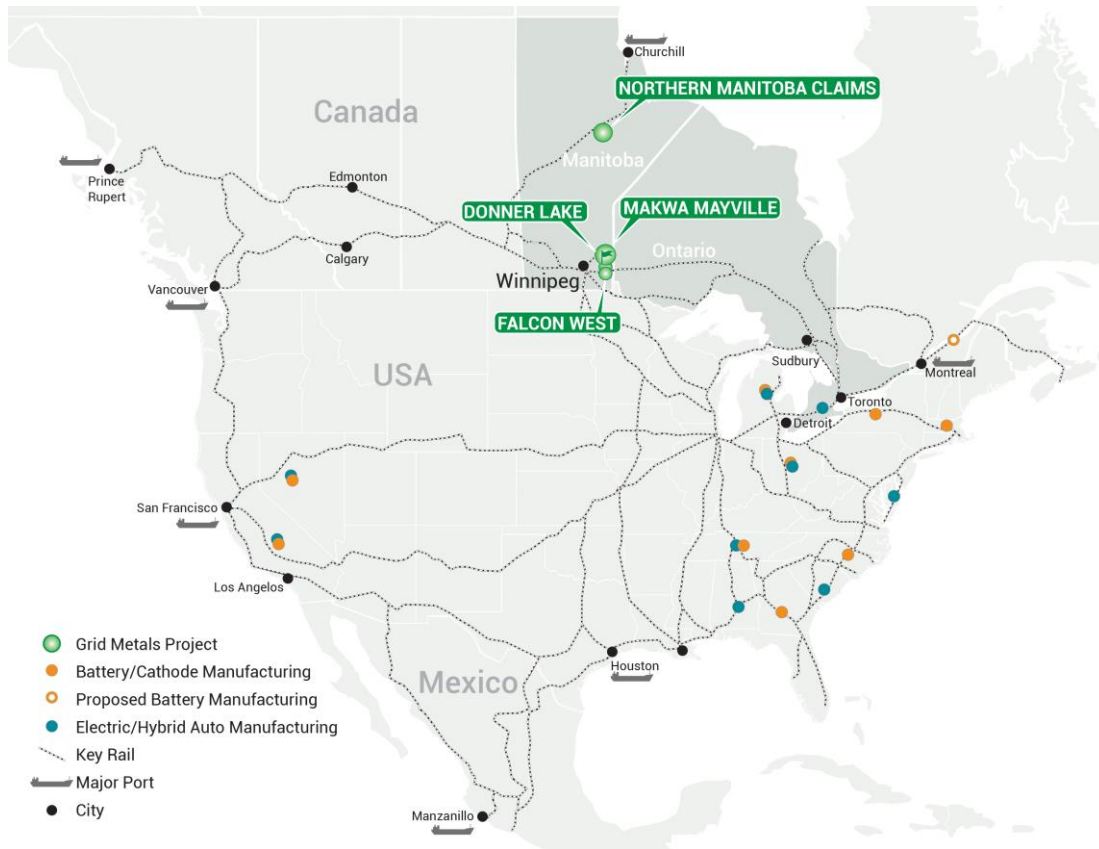 Churchill
NORTHERN MANITOBA CLAIMS
Canada
Manitoba
Prince
Rupert
Edmonton
DONNER LAKE
MAKWA MAYVILLE
Ontario
Calgary
Winnipeg
Vancouver
FALCON WEST
Sudbury
Montreal
USA
Toronto
Detroit
San Francisco
Los Angelos
Houston
Mexico
Manzanillo
Grid Metals Project
Battery/Cathode Manufacturing
Proposed Battery Manufacturing
Electric/Hybrid Auto Manufacturing
Key Rail
Major Port
City